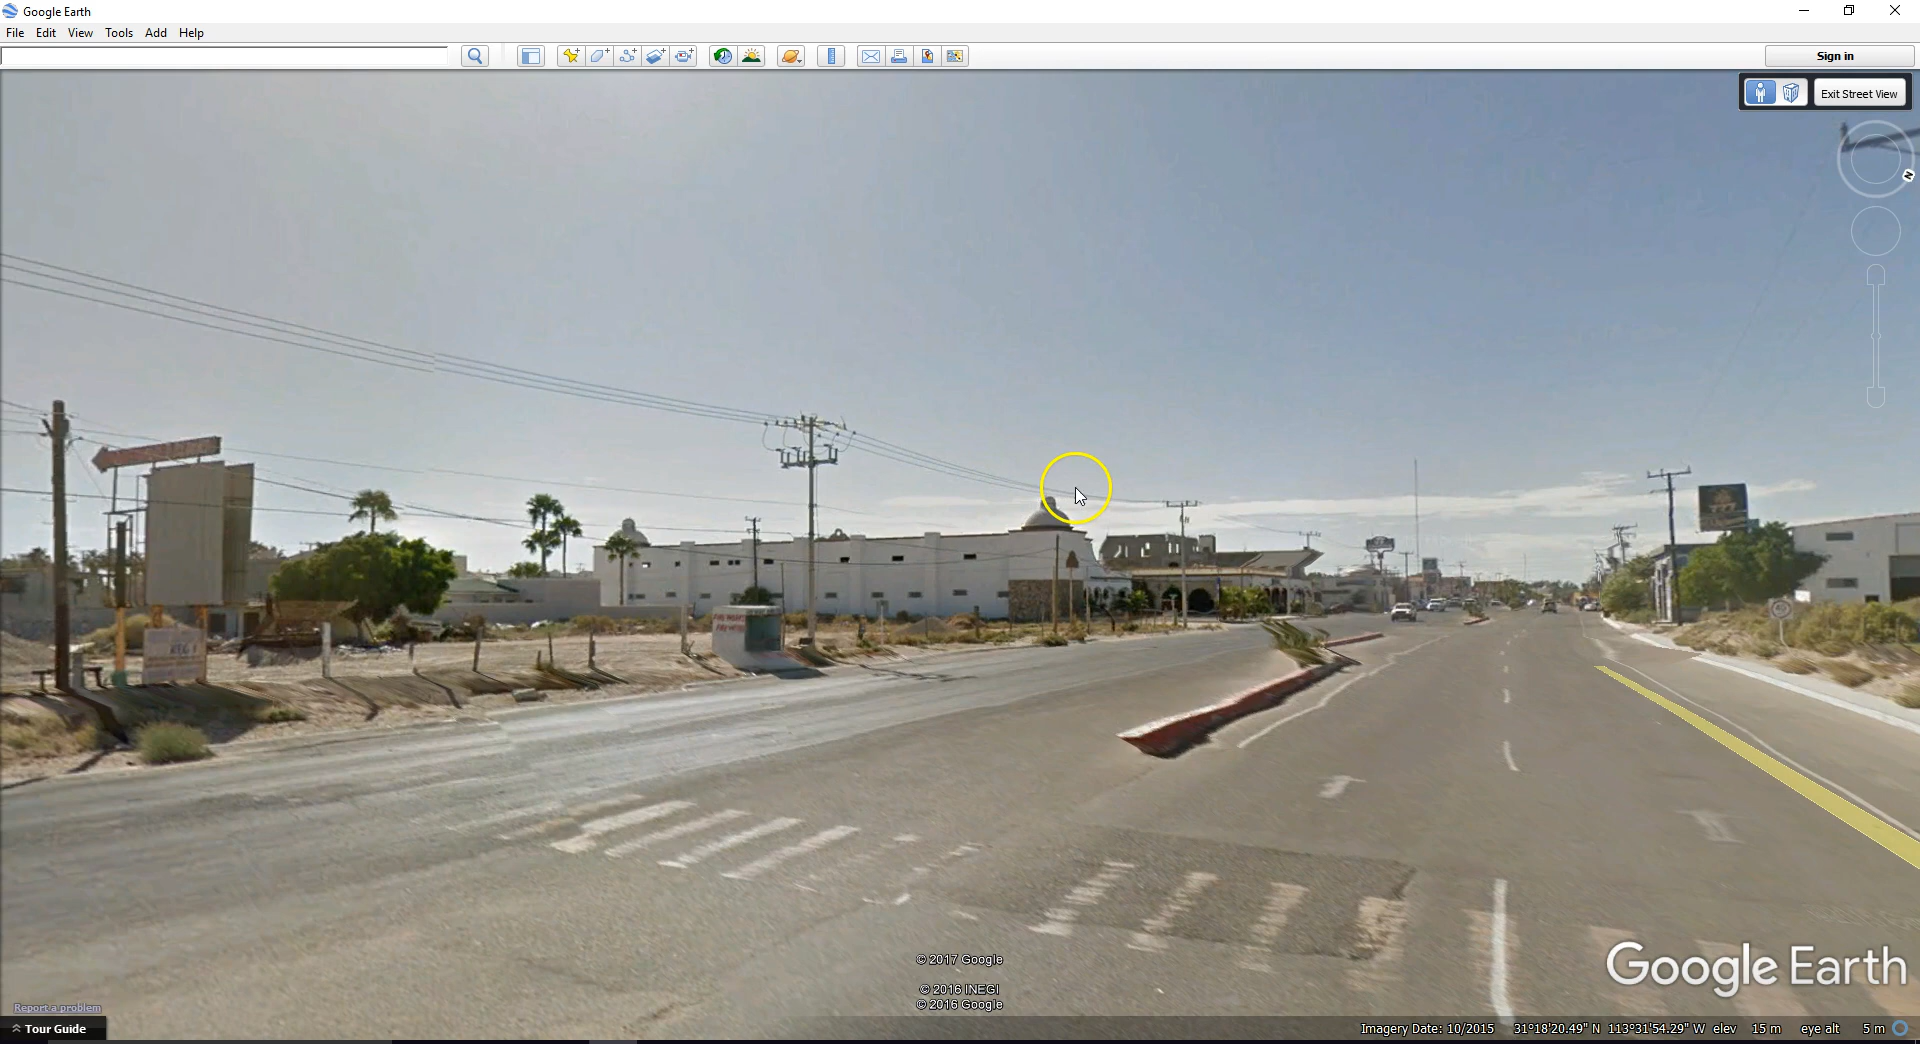 Google Earth
File Edit View Tools Add Help
Sign in
Exit Street View
N
© 2017 Google
© 2016 INEGI
© 2016 Google
Google Earth
Report a problem
Tour Guide
Imagery Date: 10/2015 31°18'20.49" N 113°31'54.29" W elev 15 m eye alt 5 m